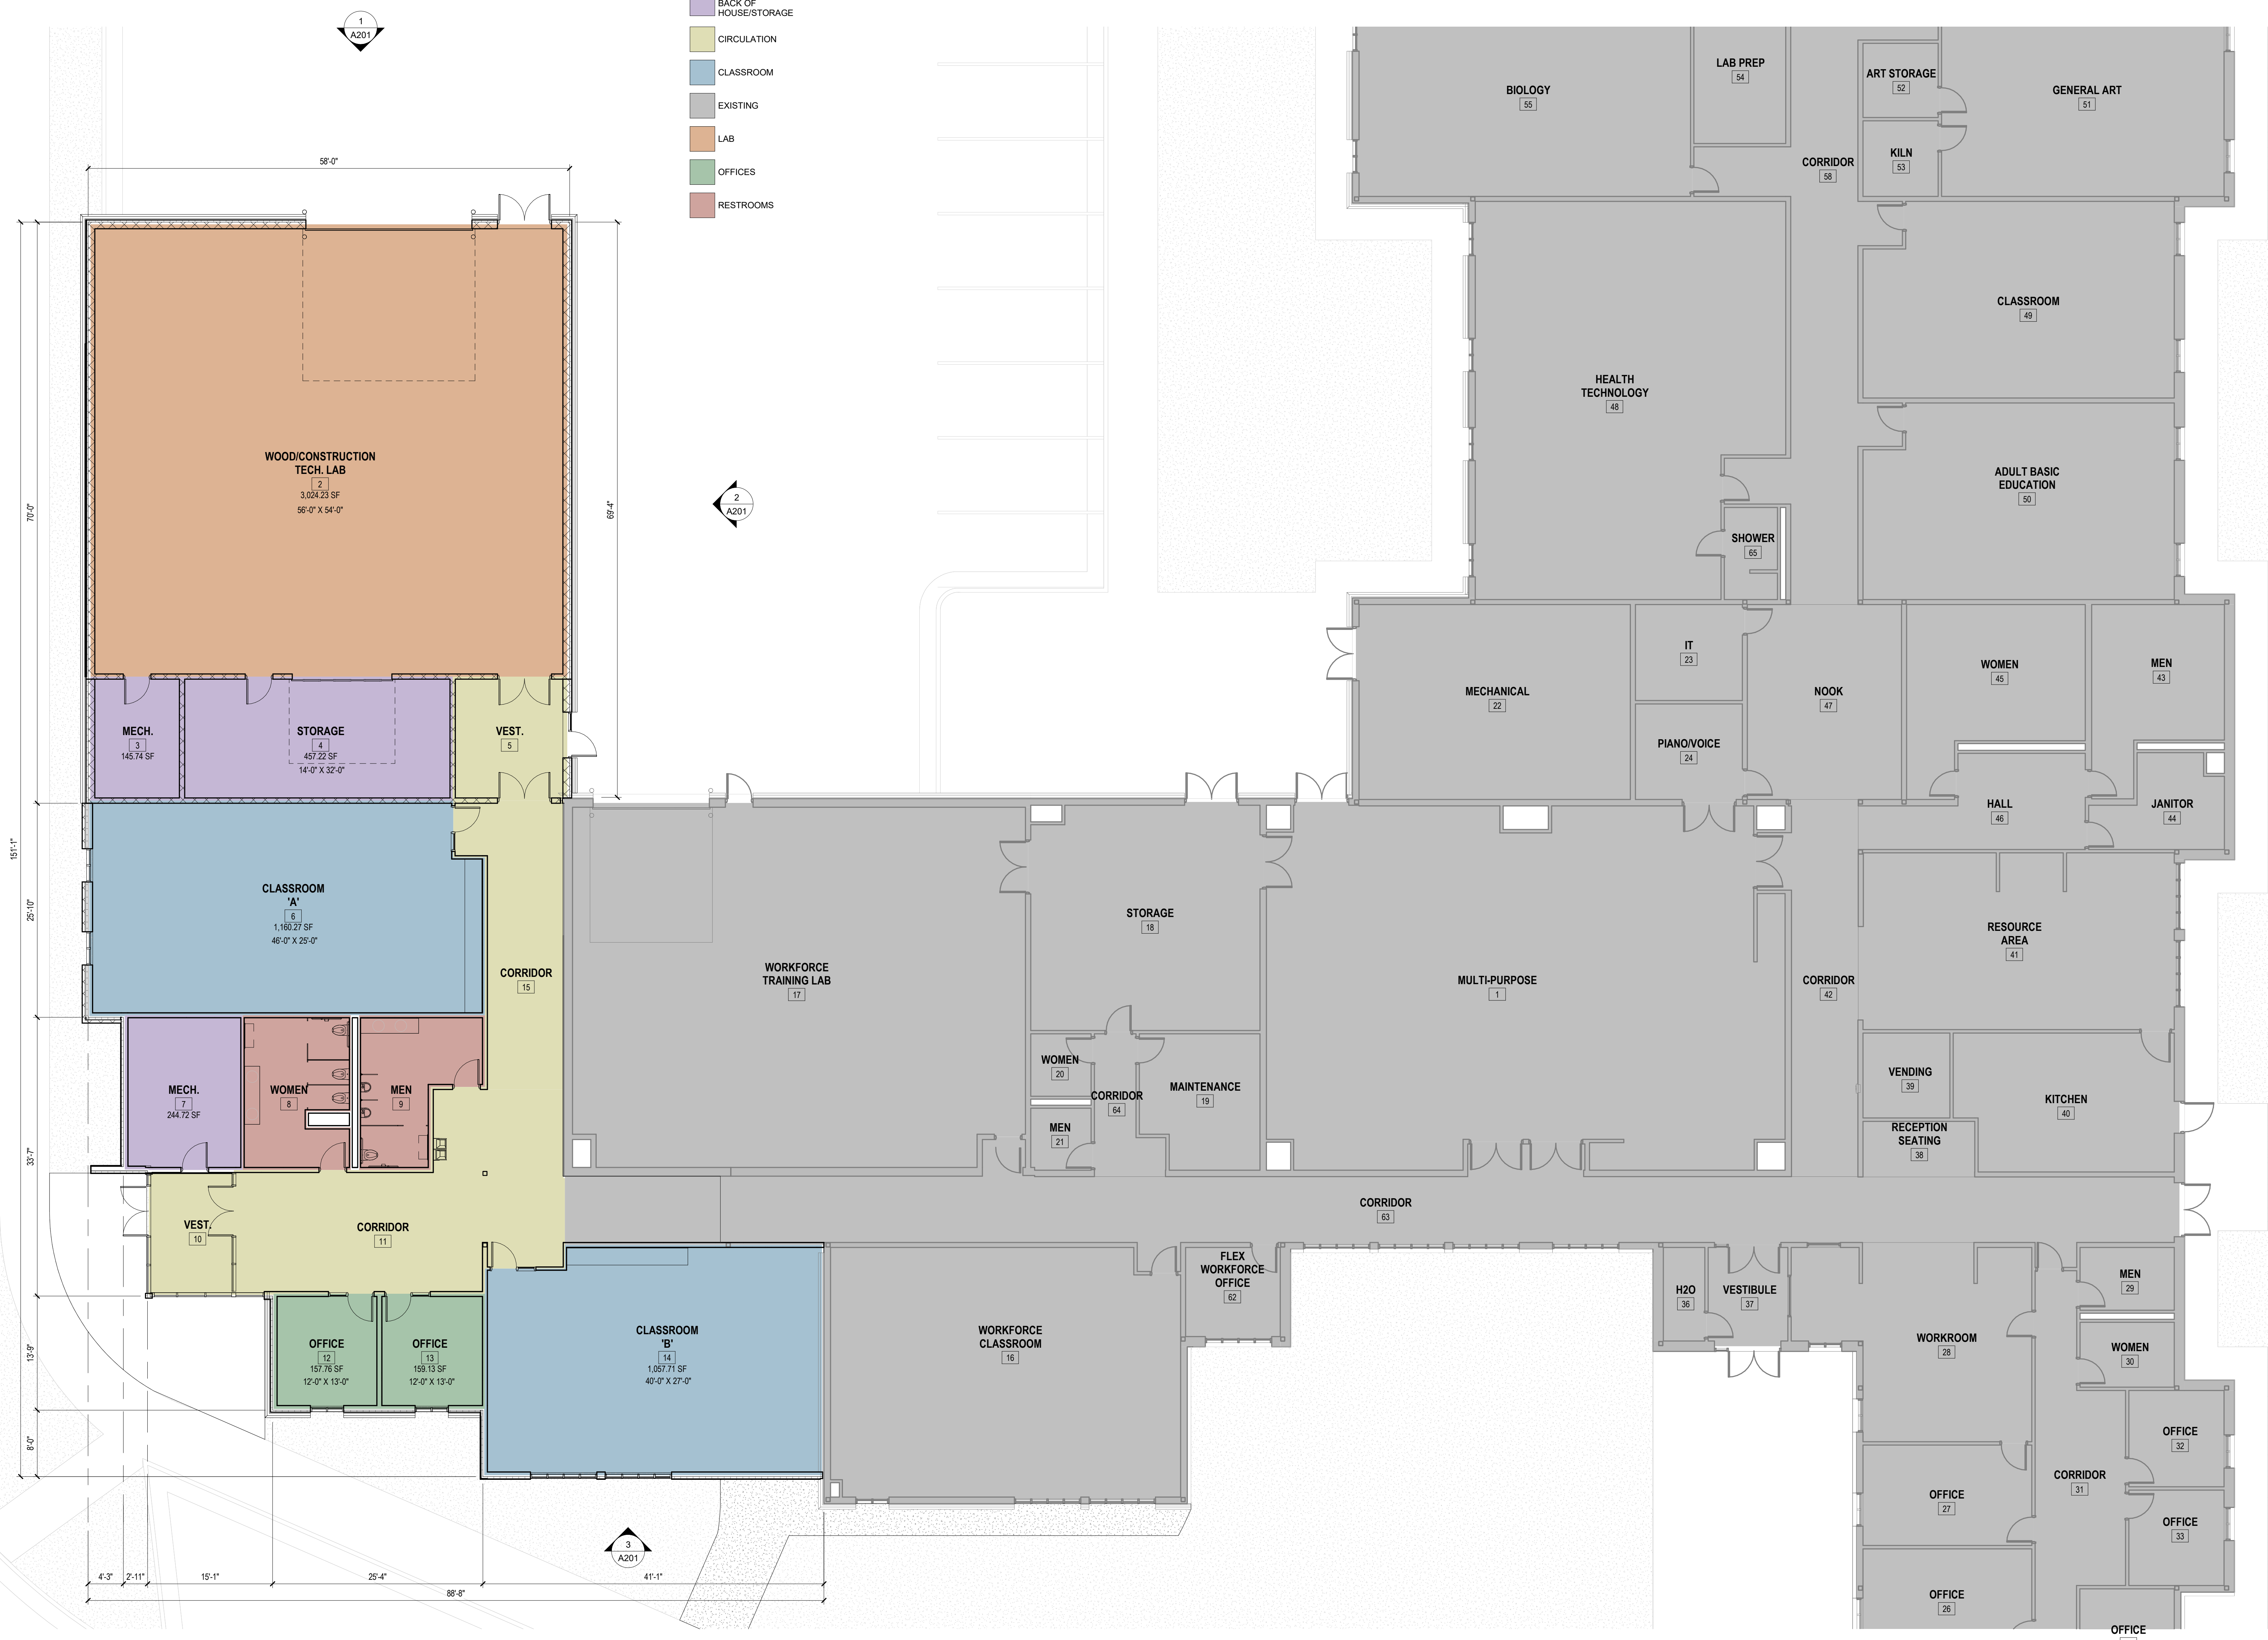 1
A201
BACK OF
HOUSE/STORAGE
CIRCULATION
CLASSROOM
EXISTING
LAB
OFFICES
RESTROOMS
58'-0"
70'-0"
69'-4"
151'-1"
25'-10"
33'-7"
13'-9"
8'-0"
2
A201
WOOD/CONSTRUCTION
TECH. LAB
2
3,024.23 SF
56'-0" X 54'-0"
MECH.
3
145.74 SF
STORAGE
4
457.22 SF
14'-0" X 32'-0"
VEST.
5
CLASSROOM
'A'
6
1,160.27 SF
46'-0" X 25'-0"
CORRIDOR
15
MECH.
7
244.72 SF
WOMEN
8
MEN
9
VEST.
10
CORRIDOR
11
OFFICE
12
157.76 SF
12'-0" X 13'-0"
OFFICE
13
159.13 SF
12'-0" X 13'-0"
CLASSROOM
'B'
14
1,057.71 SF
40'-0" X 27'-0"
3
A201
4'-3"
2'-11"
15'-1"
25'-4"
41'-1"
88'-8"
BIOLOGY
55
LAB PREP
54
ART STORAGE
52
GENERAL ART
51
KILN
53
CORRIDOR
58
CLASSROOM
49
HEALTH
TECHNOLOGY
48
ADULT BASIC
EDUCATION
50
SHOWER
65
MECHANICAL
22
IT
23
PIANO/VOICE
24
NOOK
47
WOMEN
45
MEN
43
HALL
46
JANITOR
44
WORKFORCE
TRAINING LAB
17
STORAGE
18
MULTI-PURPOSE
1
CORRIDOR
42
RESOURCE
AREA
41
WOMEN
20
CORRIDOR
64
MAINTENANCE
19
MEN
21
VENDING
39
KITCHEN
40
RECEPTION
SEATING
38
CORRIDOR
63
WORKFORCE
CLASSROOM
16
FLEX
WORKFORCE
OFFICE
62
H2O
36
VESTIBULE
37
WORKROOM
28
MEN
29
WOMEN
30
OFFICE
32
CORRIDOR
31
OFFICE
27
OFFICE
33
OFFICE
26
OFFICE